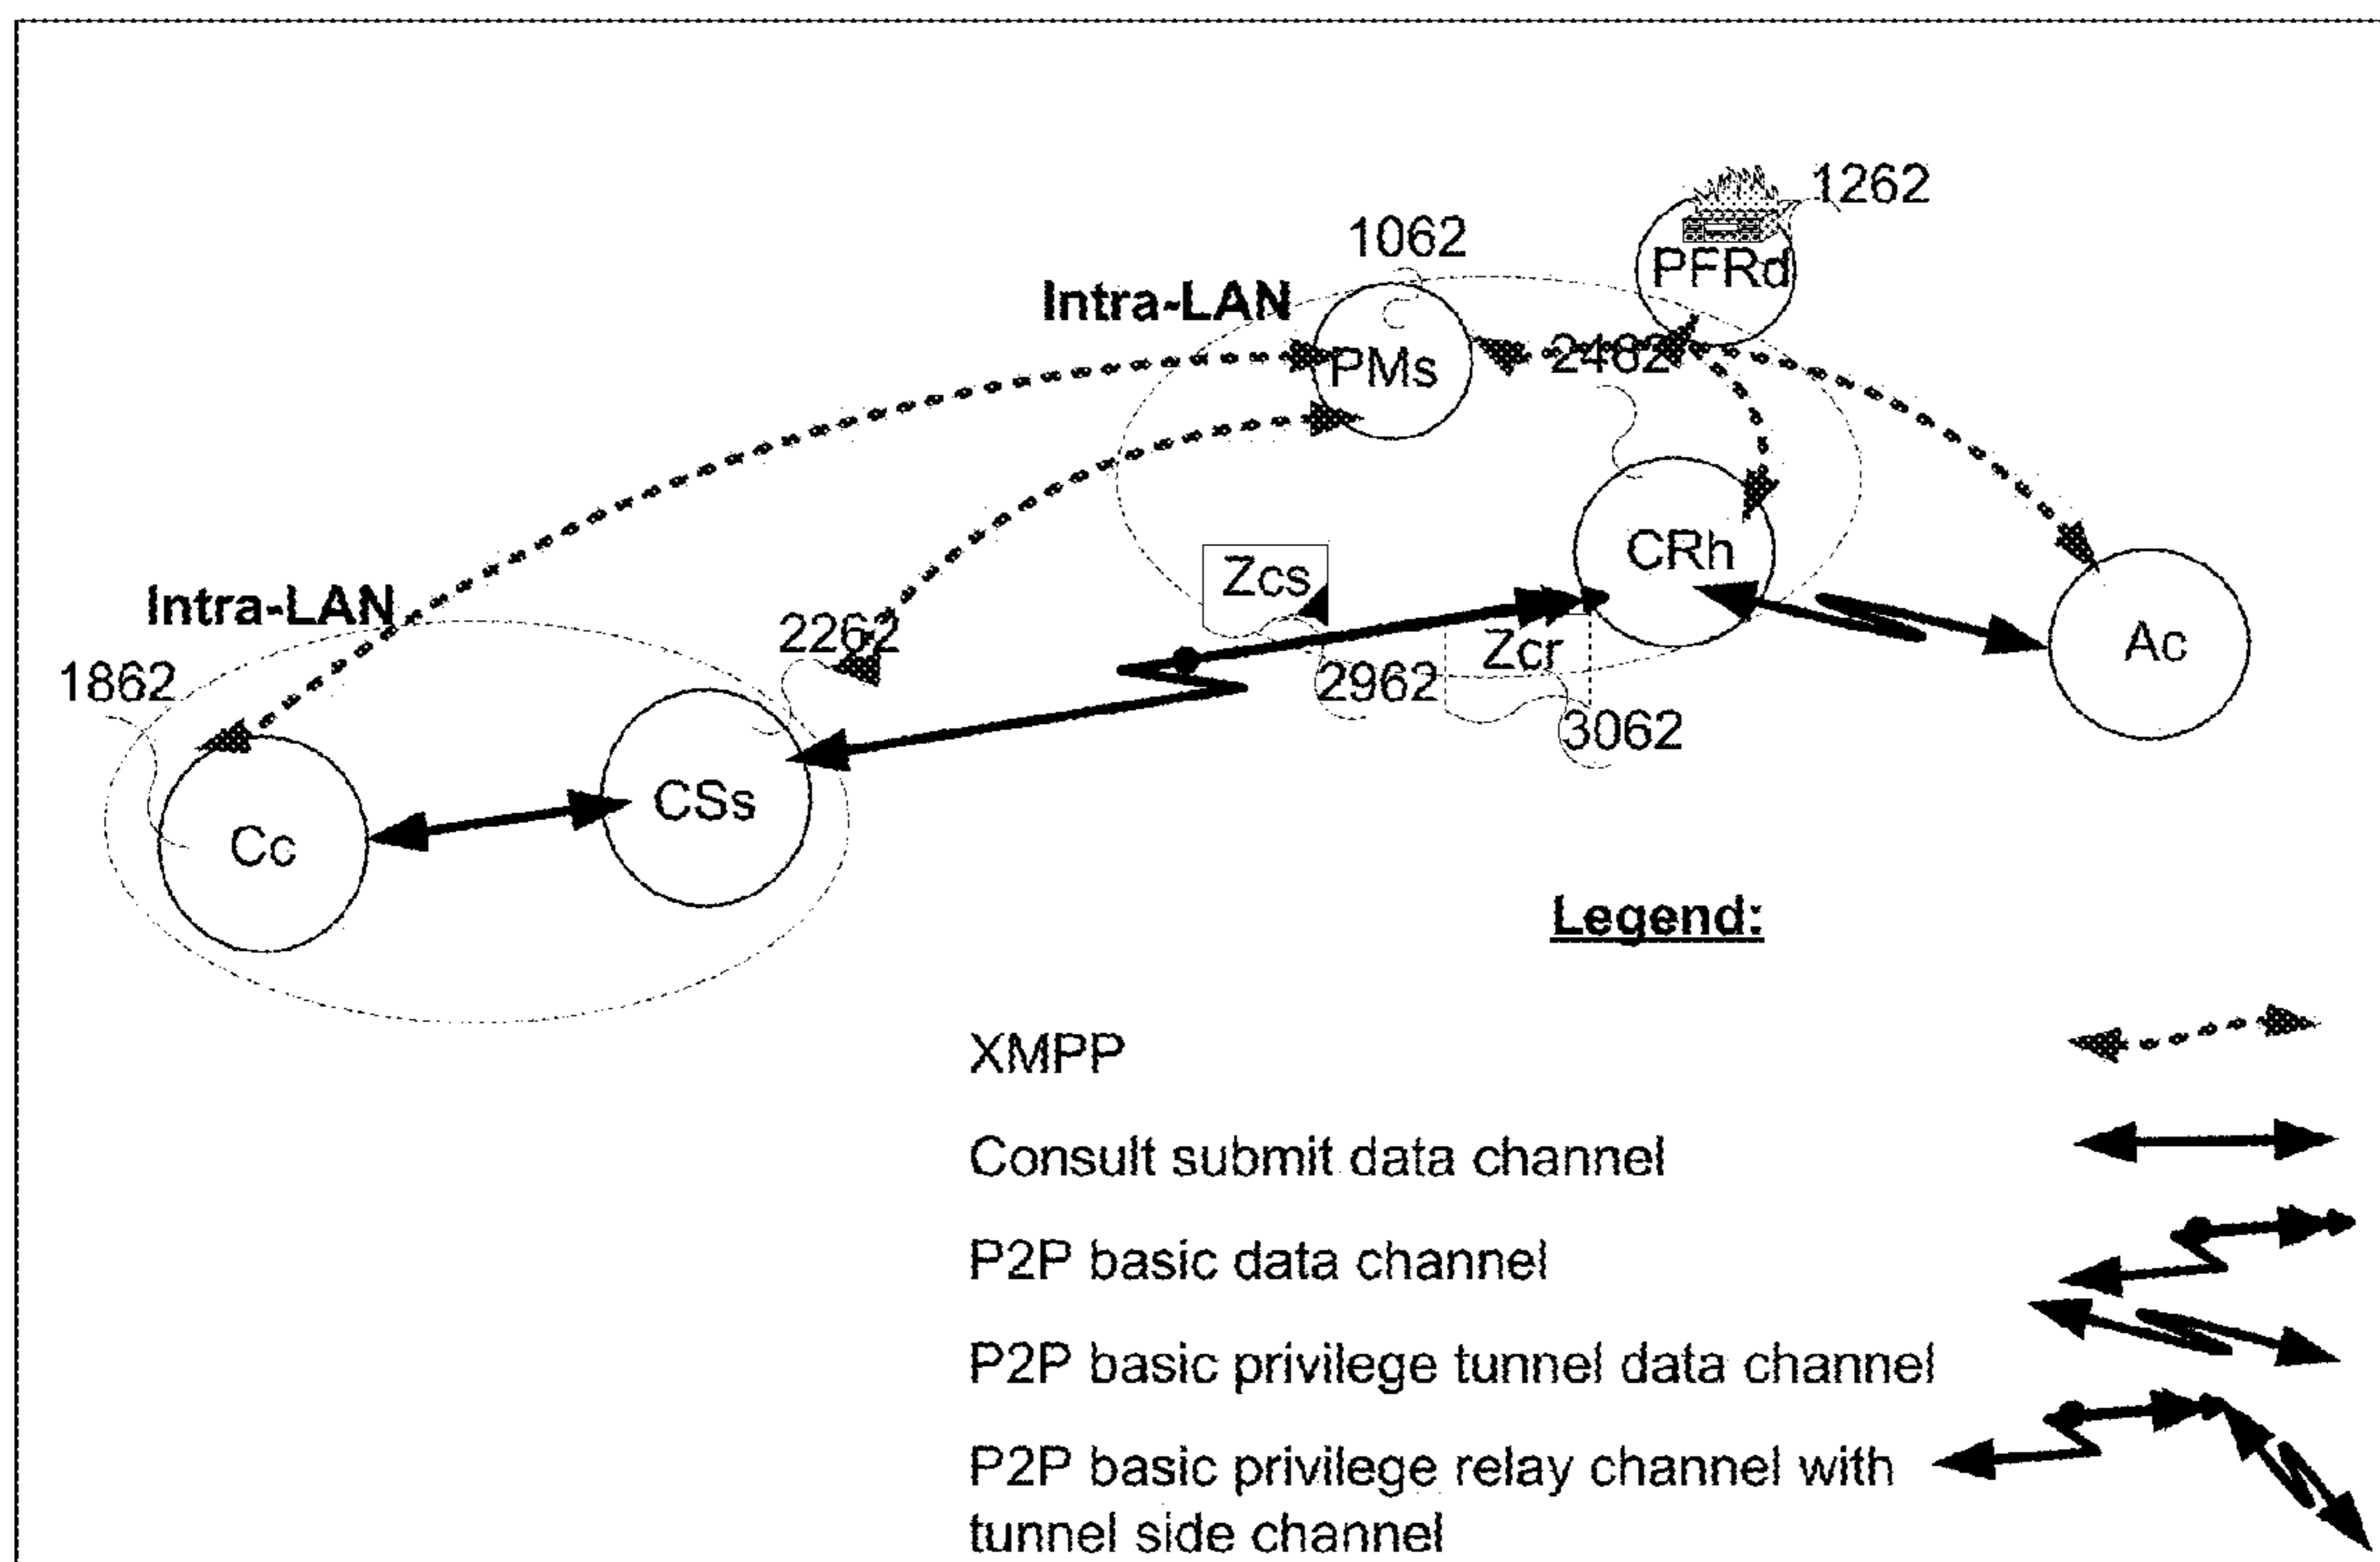 1262
1062
PFRd
Intra-LAN
PMs
2462
CRh
Zcs
Intra-LAN
2262
Zcr
Ac
1862
2962
3062
CSs
Cc
Legend:
XMPP
Consult submit data channel
P2P basic data channel
P2P basic privilege tunnel data channel
P2P basic privilege relay channel with
tunnel side channel